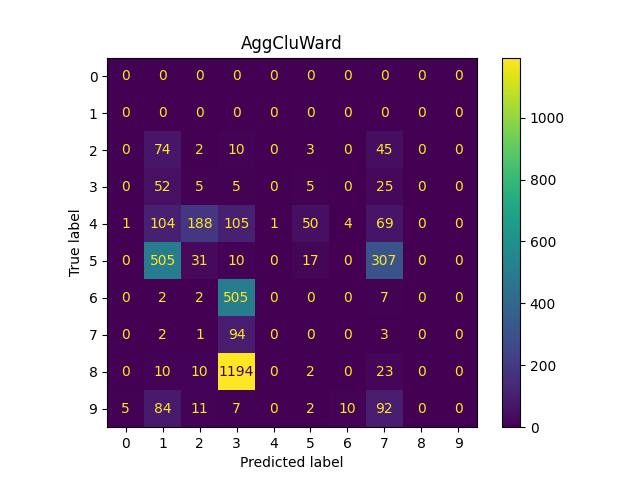 AggCluWard
0 0 0 0 0 0 0 0 0 0 0
1 0 0 0 0 0 0 0 0 0 0
2 0 74 2 10 0 3 0 45 0 0
3 0 52 5 5 0 5 0 25 0 0
4 1 104 188 105 1 50 4 69 0 0
5 0 505 31 10 0 17 0 307 0 0
6 0 2 2 505 0 0 0 7 0 0
7 0 2 1 94 0 0 0 3 0 0
8 0 10 10 1194 0 2 0 23 0 0
9 5 84 11 7 0 2 10 92 0 0
0 1 2 3 4 5 6 7 8 9
Predicted label
True label
1000
800
600
400
200
0